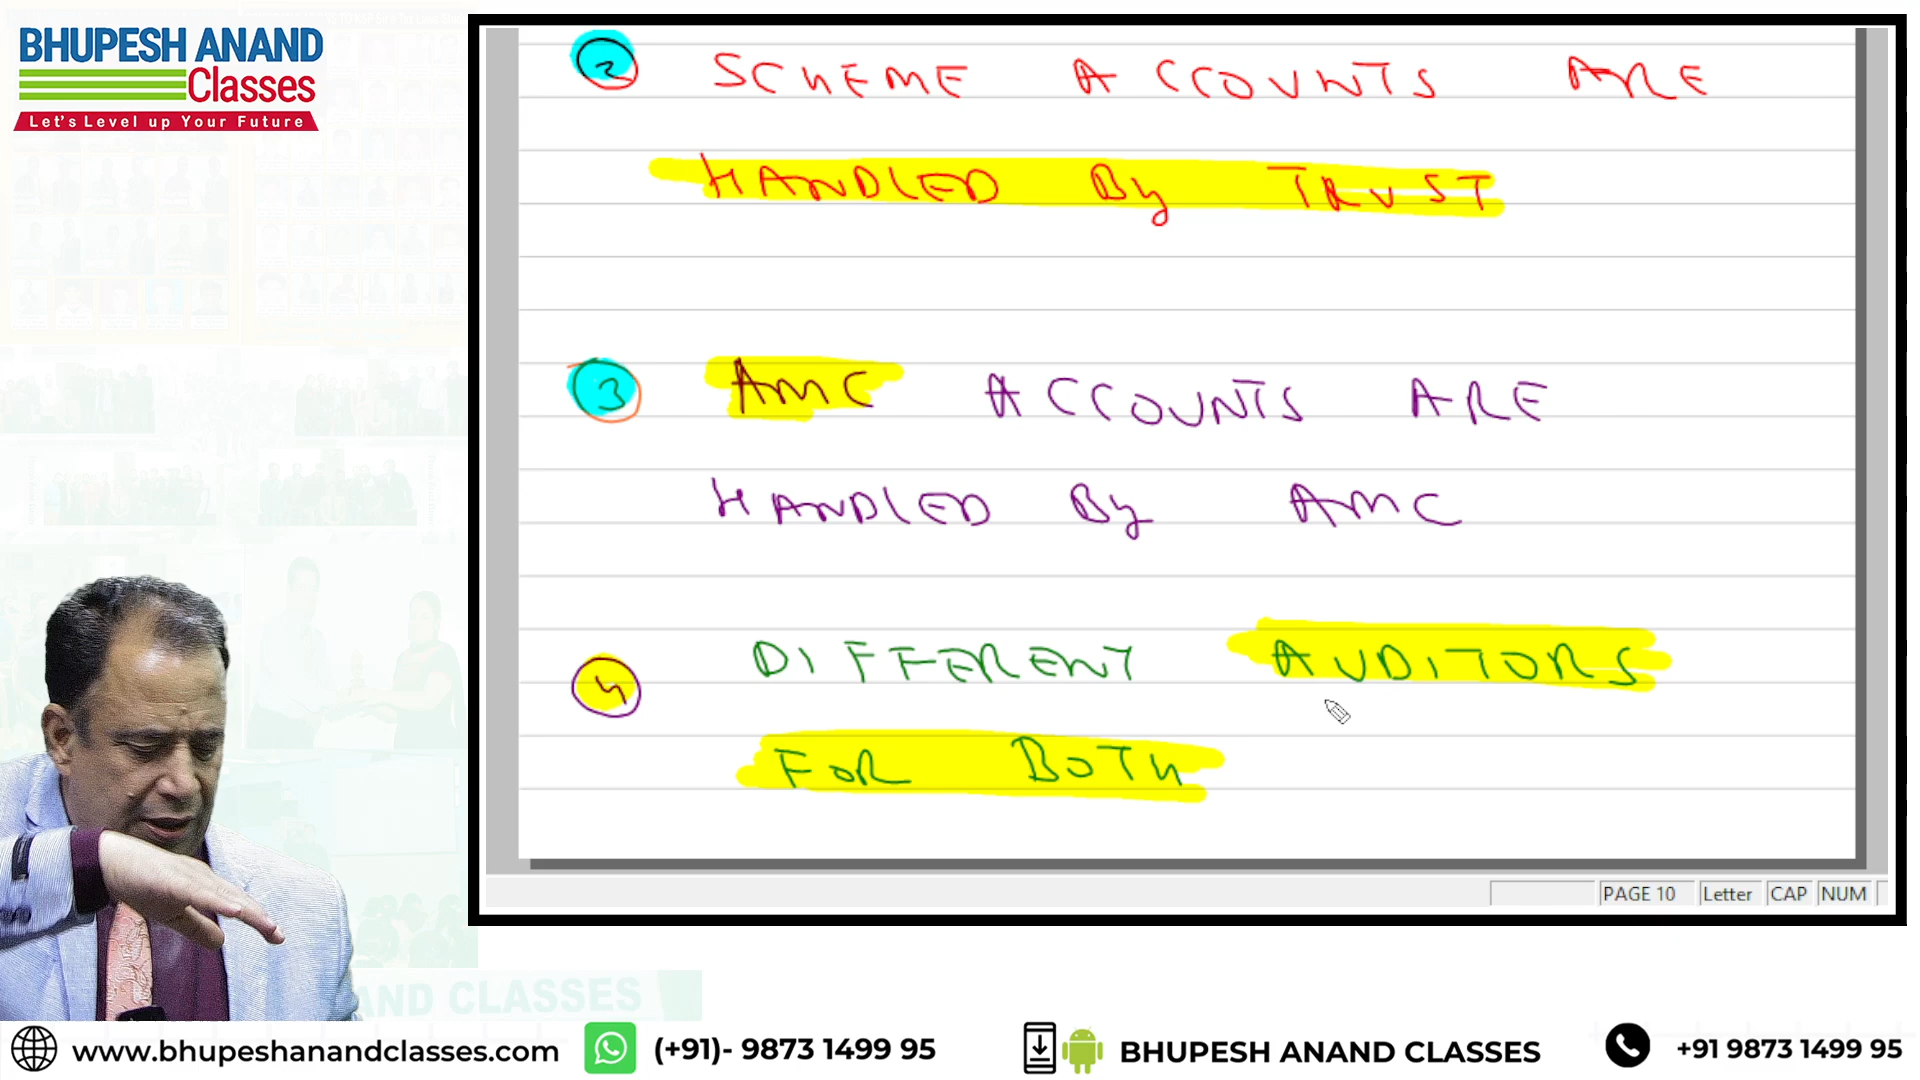 BHUPESH ANAND
Classes
Let's Level up Your Future
2 SCHEME ACCOUNTS ARE
HANDLED By TRUST
3 AMC ACCOUNTS ARE
HANDLED By AMC
4 DIFFERENT AUDITORS
FOR BOTH
PAGE 10 Letter CAP NUM
AND CLASSES
www.bhupeshanandclasses.com (+91)- 9873 1499 95 BHUPESH ANAND CLASSES +91 9873 1499 95